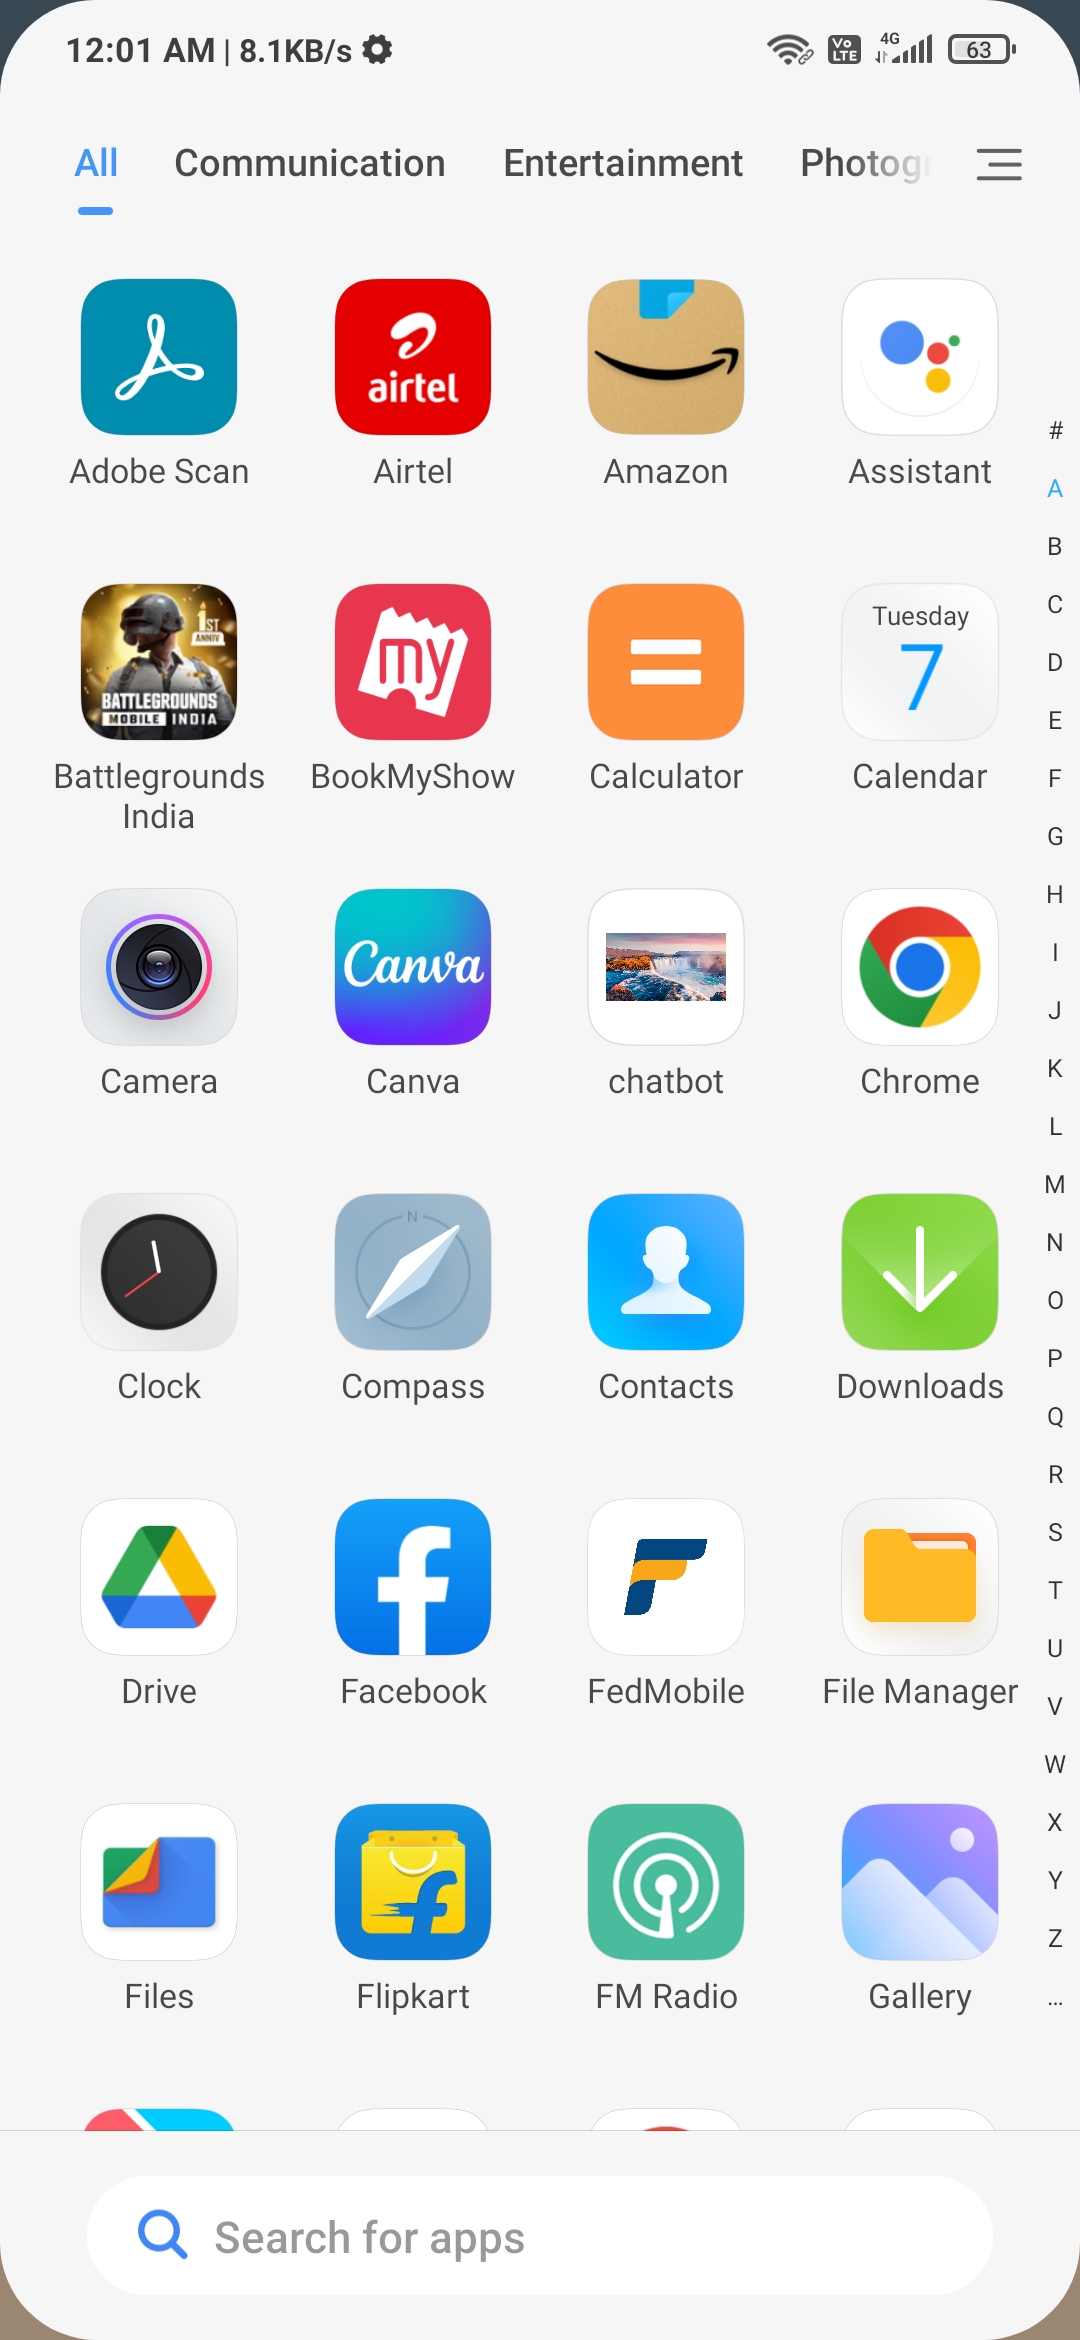 12:01 AM | 8.1KB/s
Vo LTE 4G 63
All Communication Entertainment Photog
airtel
Adobe Scan Airtel Amazon Assistant
1ST ANNIV
BATTLEGROUNDS
MOBILE INDIA
my
Tuesday
7
Battlegrounds India BookMyShow Calculator Calendar
Canva
Camera Canva chatbot Chrome
N
Clock Compass Contacts Downloads
Drive Facebook FedMobile File Manager
Files Flipkart FM Radio Gallery
#
A
B
C
D
E
F
G
H
I
J
K
L
M
N
O
P
Q
R
S
T
U
V
W
X
Y
Z
...
Search for apps